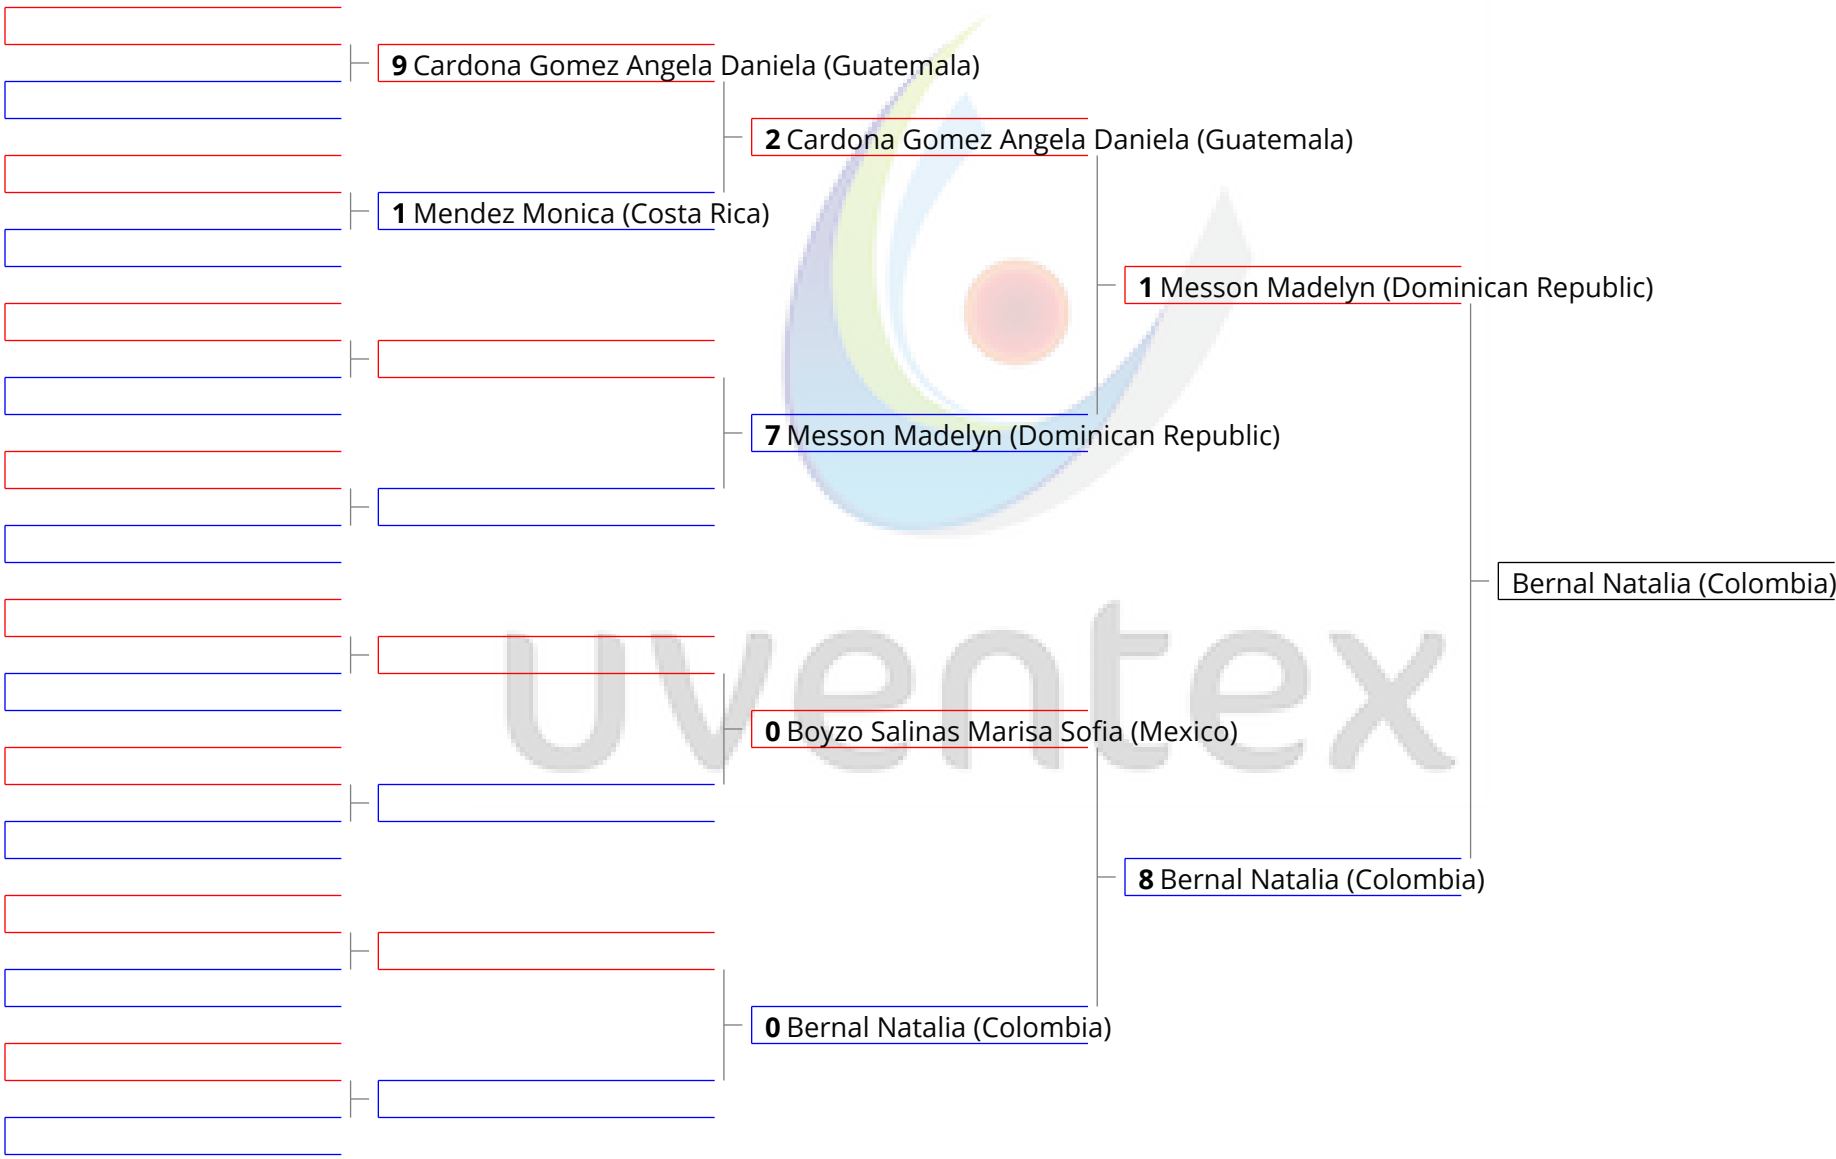 9 Cardona Gomez Angela Daniela (Guatemala)
2 Cardona Gomez Angela Daniela (Guatemala)
1 Mendez Monica (Costa Rica)
1 Messon Madelyn (Dominican Republic)
7 Messon Madelyn (Dominican Republic)
Bernal Natalia (Colombia)
uventex
0 Boyzo Salinas Marisa Sofia (Mexico)
8 Bernal Natalia (Colombia)
0 Bernal Natalia (Colombia)